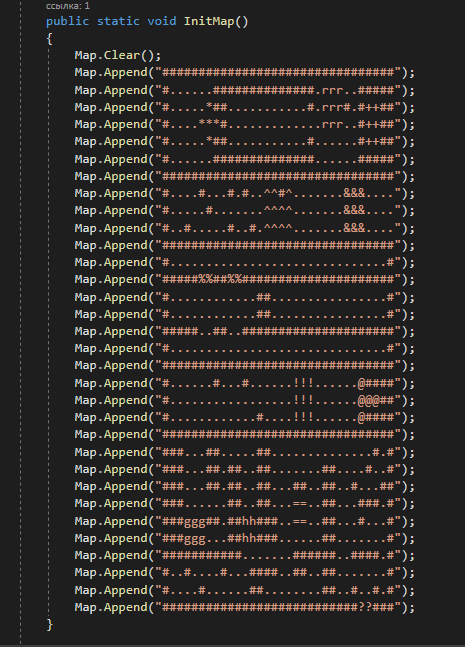 ссылка: 1
public static void InitMap()
{
Map.Clear();
Map.Append("################################");
Map.Append("#......##############.rrr..#####");
Map.Append("#.....*##...........#.rrr#.#++##");
Map.Append("#....***#.............rrr..#++##");
Map.Append("#.....*##...........#......#++##");
Map.Append("#......##############......#####");
Map.Append("################################");
Map.Append("#....#...#.#..^^#^.......&&&....");
Map.Append("#.....#.......^^^^.......&&&....");
Map.Append("#..#.....#..#.^^^^.......&&&....");
Map.Append("################################");
Map.Append("#..............................#");
Map.Append("#####%%##%%#####################");
Map.Append("#............##................#");
Map.Append("#............##................#");
Map.Append("#####..##..#####################");
Map.Append("#..............................#");
Map.Append("################################");
Map.Append("#......#...#......!!!......@####");
Map.Append("#.................!!!......@@@##");
Map.Append("#............#....!!!......@####");
Map.Append("################################");
Map.Append("###...##.....##..............#.#");
Map.Append("###...##.##..##.......##....#..#");
Map.Append("###...##.##..##...##..##..#...##");
Map.Append("###......##..##...==..##...###.#");
Map.Append("###ggg##.##hh###..==..##...#...#");
Map.Append("###ggg...##hh###......##.......#");
Map.Append("###########.......######..####.#");
Map.Append("#..#....#...####..##..##.......#");
Map.Append("#....#......##........##..#..#.#");
Map.Append("###########################??###");
}